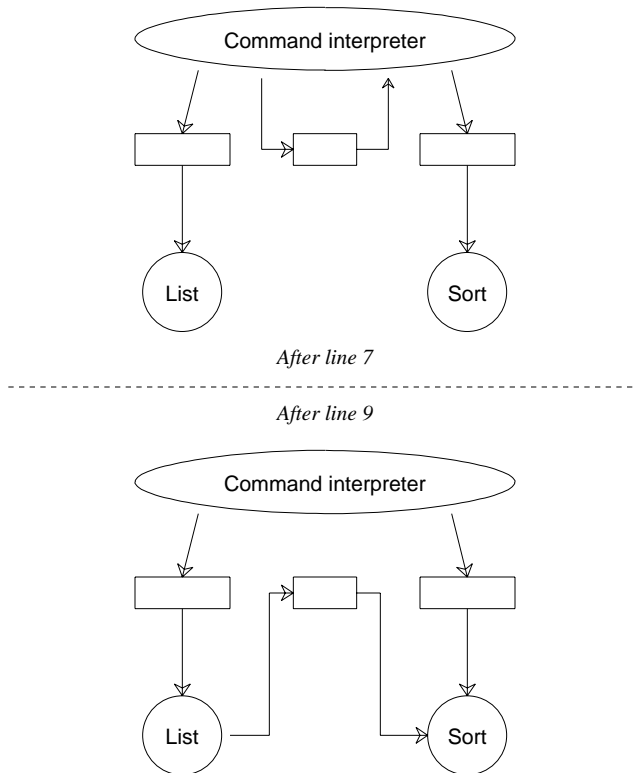 Command interpreter
List Sort
After line 7
After line 9
Command interpreter
List Sort